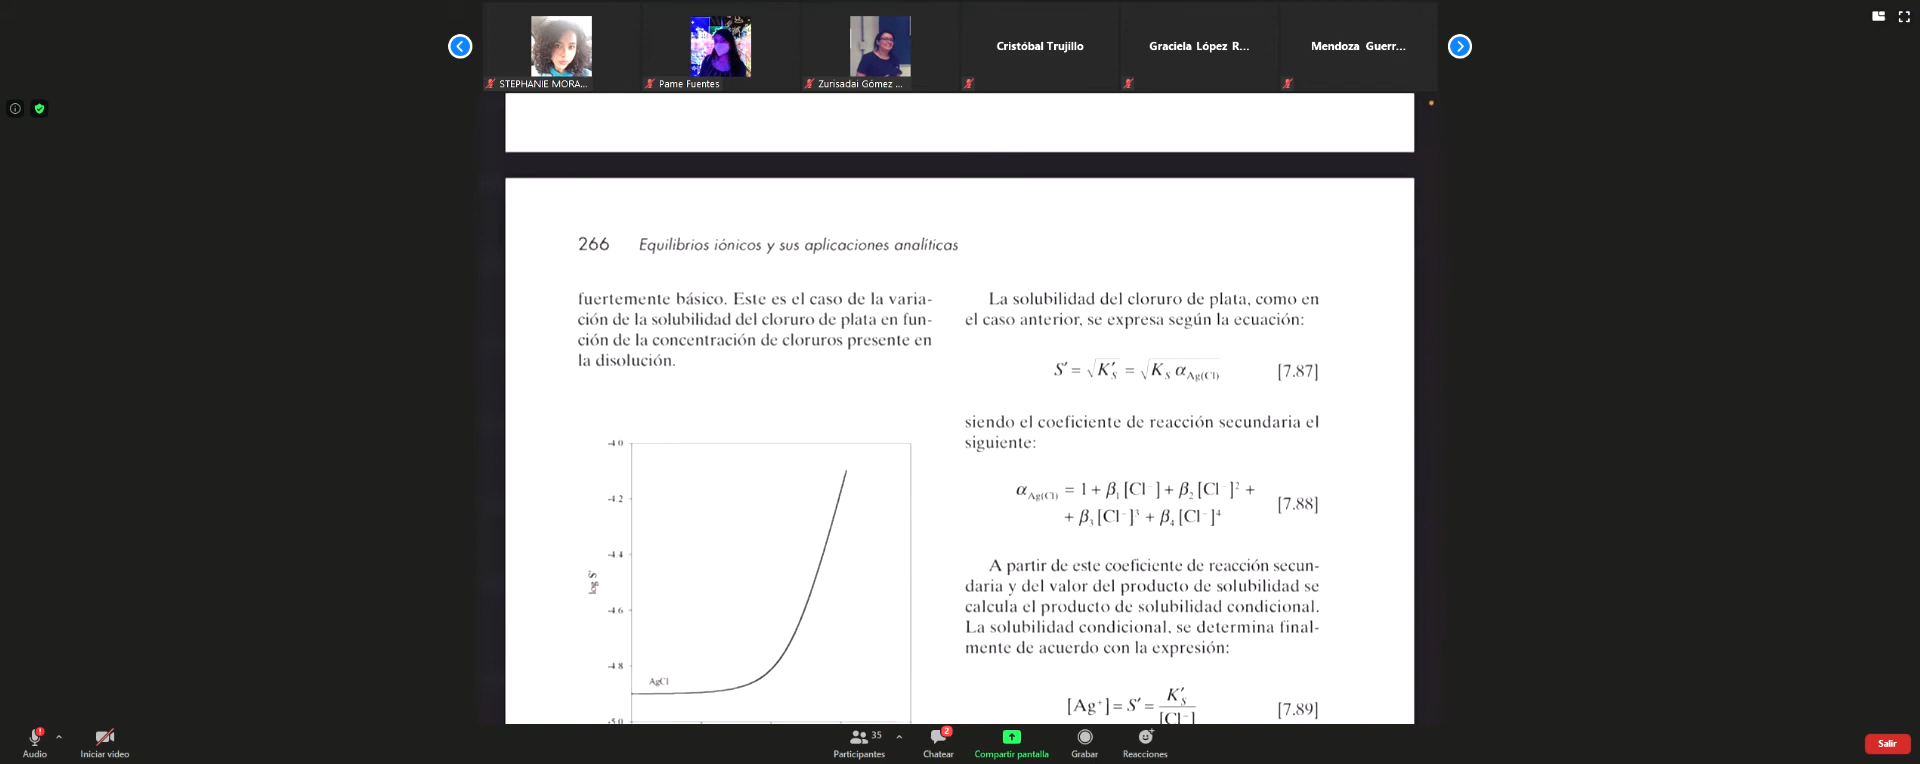 Cristóbal Trujillo
Graciela López R...
Mendoza Guerr...
STEPHANIE MORA...
Pame Fuentes
Zurisadai Gómez ...
266 Equilibrios iónicos y sus aplicaciones analíticas
fuertemente básico. Este es el caso de la varia-
ción de la solubilidad del cloruro de plata en fun-
ción de la concentración de cloruros presente en
la disolución.
-4.0
-4.2
-4.4
-4.6
-4.8
-5.0
log S'
AgCl
La solubilidad del cloruro de plata, como en
el caso anterior, se expresa según la ecuación:
S′ = √K′S = √KS αAg(Cl) [7.87]
siendo el coeficiente de reacción secundaria el
siguiente:
αAg(Cl) = 1 + β₁ [Cl⁻] + β₂ [Cl⁻]² +
+ β₃ [Cl⁻]³ + β₄ [Cl⁻]⁴ [7.88]
A partir de este coeficiente de reacción secun-
daria y del valor del producto de solubilidad se
calcula el producto de solubilidad condicional.
La solubilidad condicional, se determina final-
mente de acuerdo con la expresión:
[Ag⁺] = S′ = K′S / [Cl⁻] [7.89]
Audio
Iniciar video
Participantes
35
Chatear
2
Compartir pantalla
Grabar
Reacciones
Salir